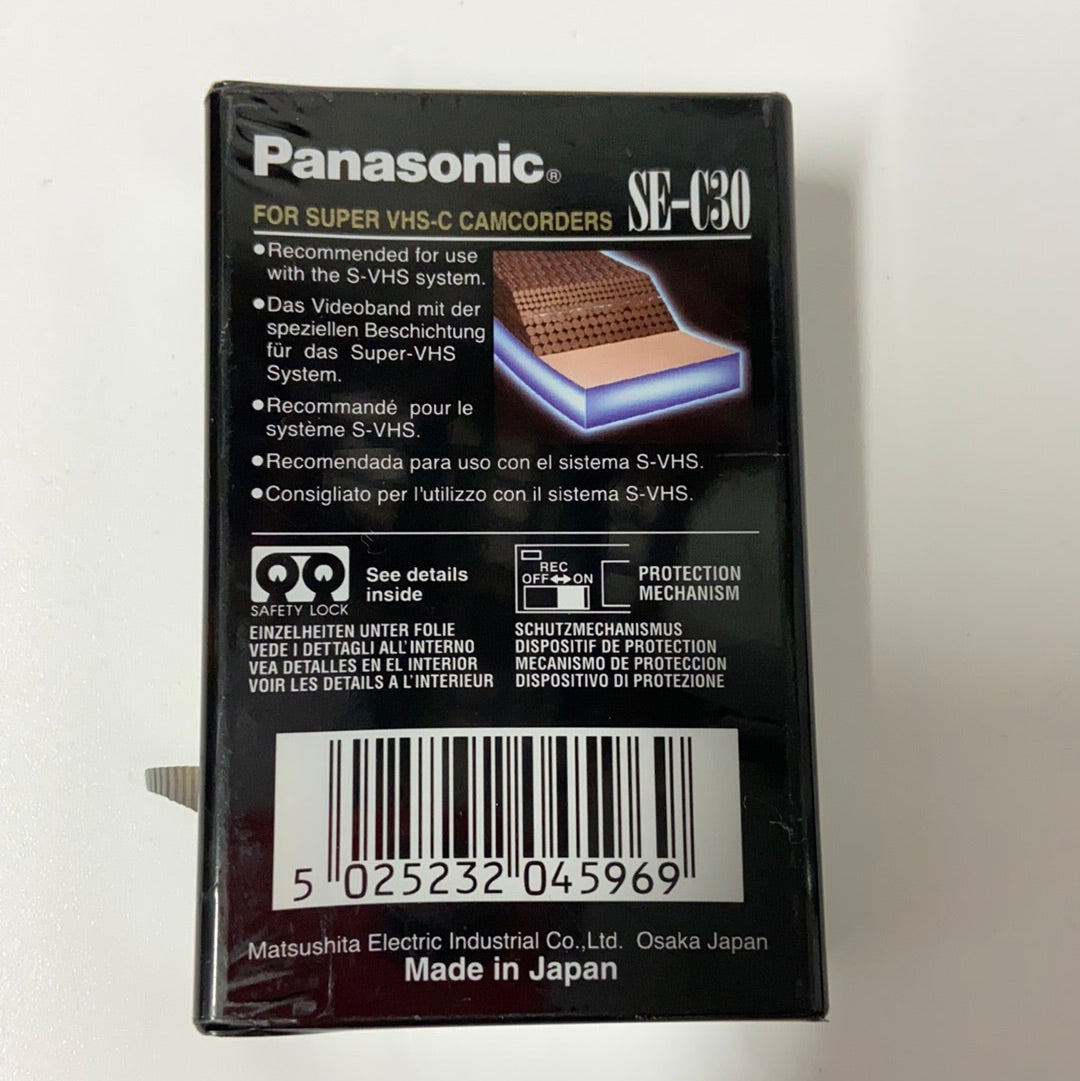 Panasonic®
SE-C30
FOR SUPER VHS-C CAMCORDERS
●Recommended for use
with the S-VHS system.
●Das Videoband mit der
speziellen Beschichtung
für das Super-VHS
System.
●Recommandé pour le
système S-VHS.
●Recomendada para uso con el sistema S-VHS.
●Consigliato per l'utilizzo con il sistema S-VHS.
SAFETY LOCK
See details
inside
EINZELHEITEN UNTER FOLIE
VEDE I DETTAGLI ALL'INTERNO
VEA DETALLES EN EL INTERIOR
VOIR LES DETAILS A L'INTERIEUR
REC
OFF↔ON
PROTECTION
MECHANISM
SCHUTZMECHANISMUS
DISPOSITIF DE PROTECTION
MECANISMO DE PROTECCION
DISPOSITIVO DI PROTEZIONE
5 025232 045969
Matsushita Electric Industrial Co.,Ltd. Osaka Japan
Made in Japan